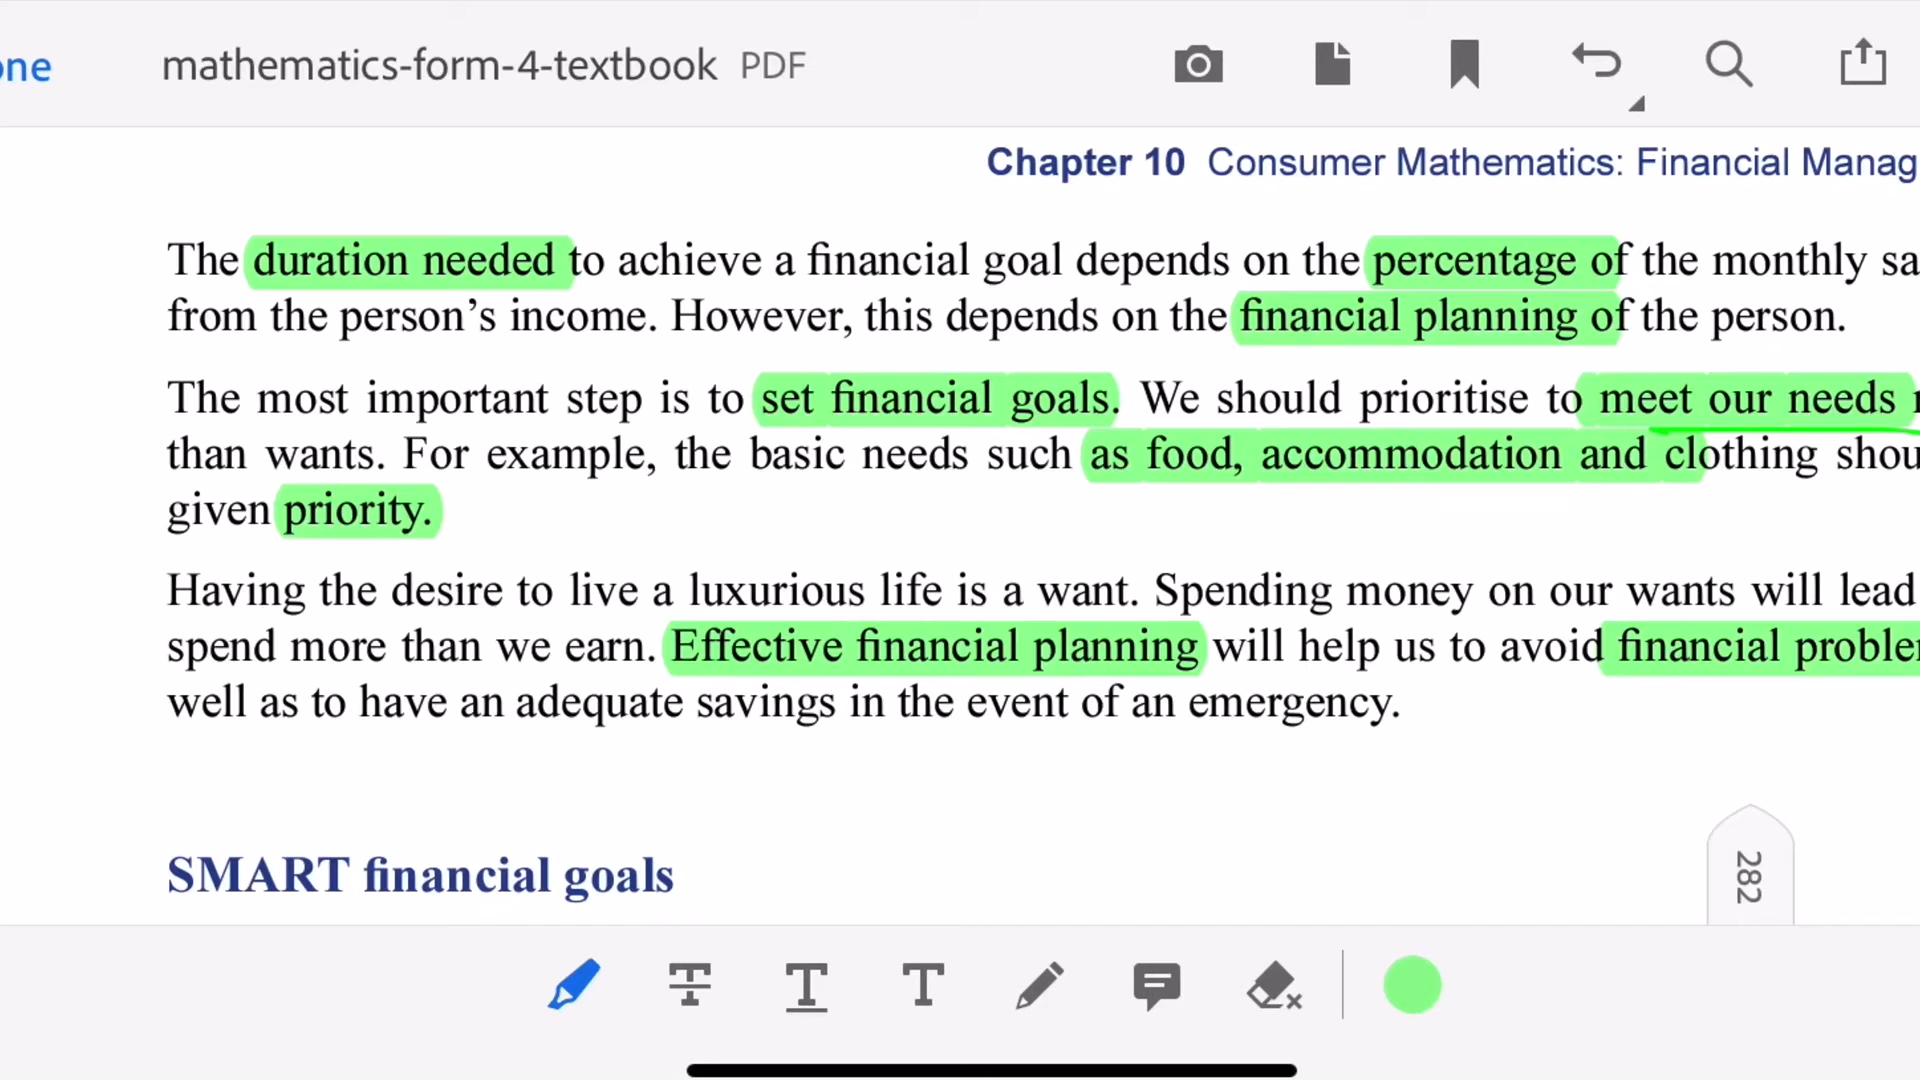 one
mathematics-form-4-textbook PDF
Chapter 10 Consumer Mathematics: Financial Manag
The duration needed to achieve a financial goal depends on the percentage of the monthly sa
from the person’s income. However, this depends on the financial planning of the person.
The most important step is to set financial goals. We should prioritise to meet our needs
than wants. For example, the basic needs such as food, accommodation and clothing shou
given priority.
Having the desire to live a luxurious life is a want. Spending money on our wants will lead
spend more than we earn. Effective financial planning will help us to avoid financial proble
well as to have an adequate savings in the event of an emergency.
SMART financial goals
282